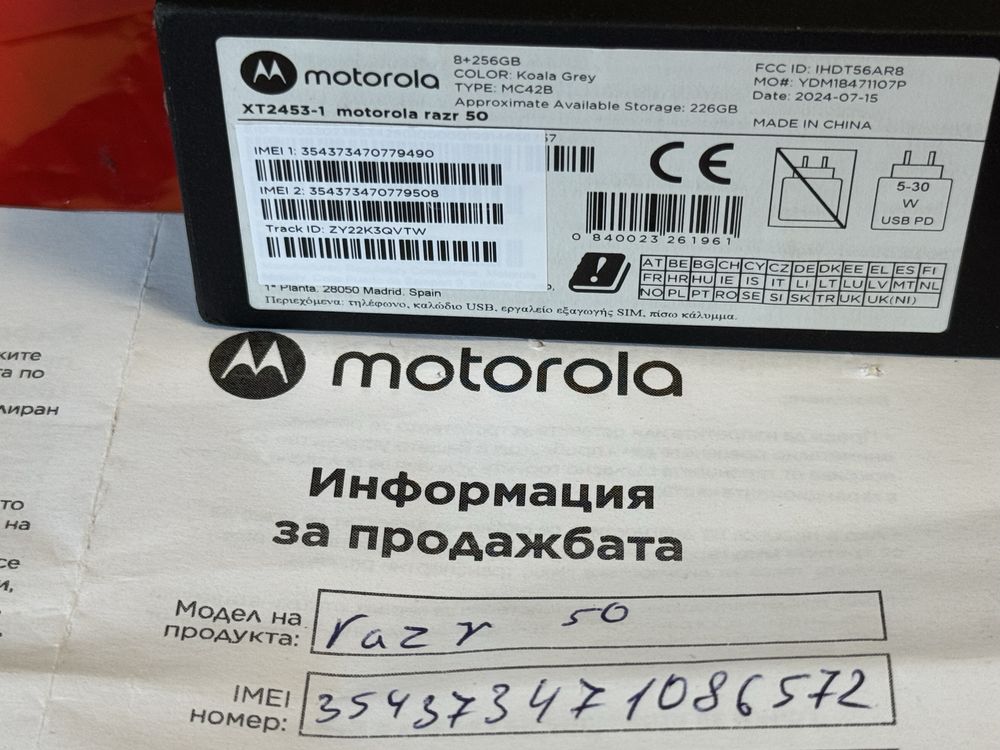 motorola
8+256GB
COLOR: Koala Grey
TYPE: MC42B
Approximate Available Storage: 226GB
FCC ID: IHDT56AR8
MO#: YDM18471107P
Date: 2024-07-15
XT2453-1 motorola razr 50
MADE IN CHINA
IMEI 1: 354373470779490
IMEI 2: 354373470779508
Track ID: ZY22K3QVTW
57
CE
0 840023 261961
5-30
W
USB PD
AT BE BG CH CY CZ DE DK EE EL ES FI
FR HR HU IE IS IT LI LT LU LV MT NL
NO PL PT RO SE SI SK TR UK UK(NI)
1ª Planta, 28050 Madrid, Spain
Περιεχόμενα: τηλέφωνο, καλώδιο USB, εργαλείο εξαγωγής SIM, πίσω κάλυμμα.
motorola
Информация
за продажбата
Модел на
продукта:
razr 50
IMEI
номер:
354373471086572
та по
то
на